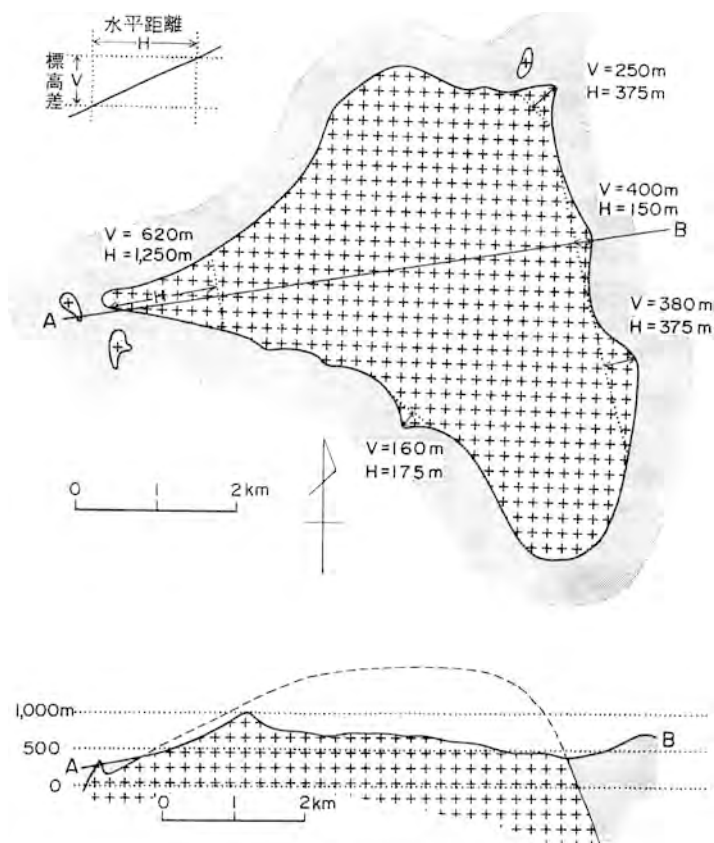 水平距離
H
標高差
V
V=250m
H=375m
V=400m
H=150m
B
V=620m
H=1,250m
H
A
V=380m
H=375m
V=160m
H=175m
0 1 2km
1,000m
500
A
B
0
0 1 2km